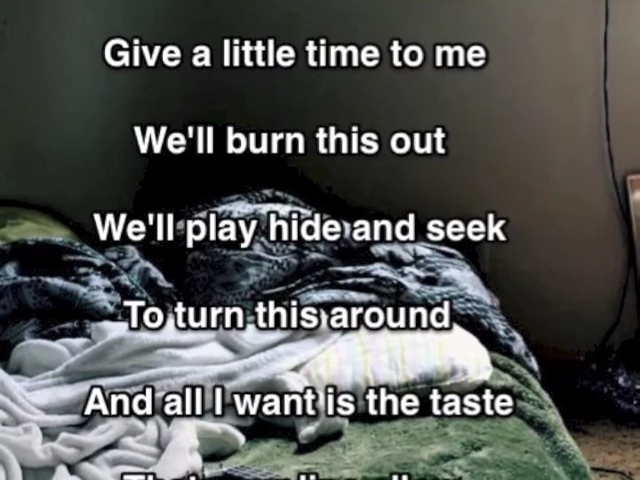 Give a little time to me
We'll burn this out
We'll play hide and seek
To turn this around
And all I want is the taste